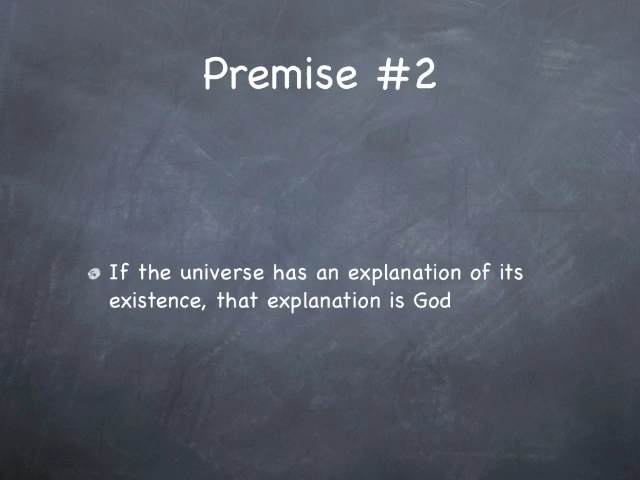 Premise #2
If the universe has an explanation of its
existence, that explanation is God